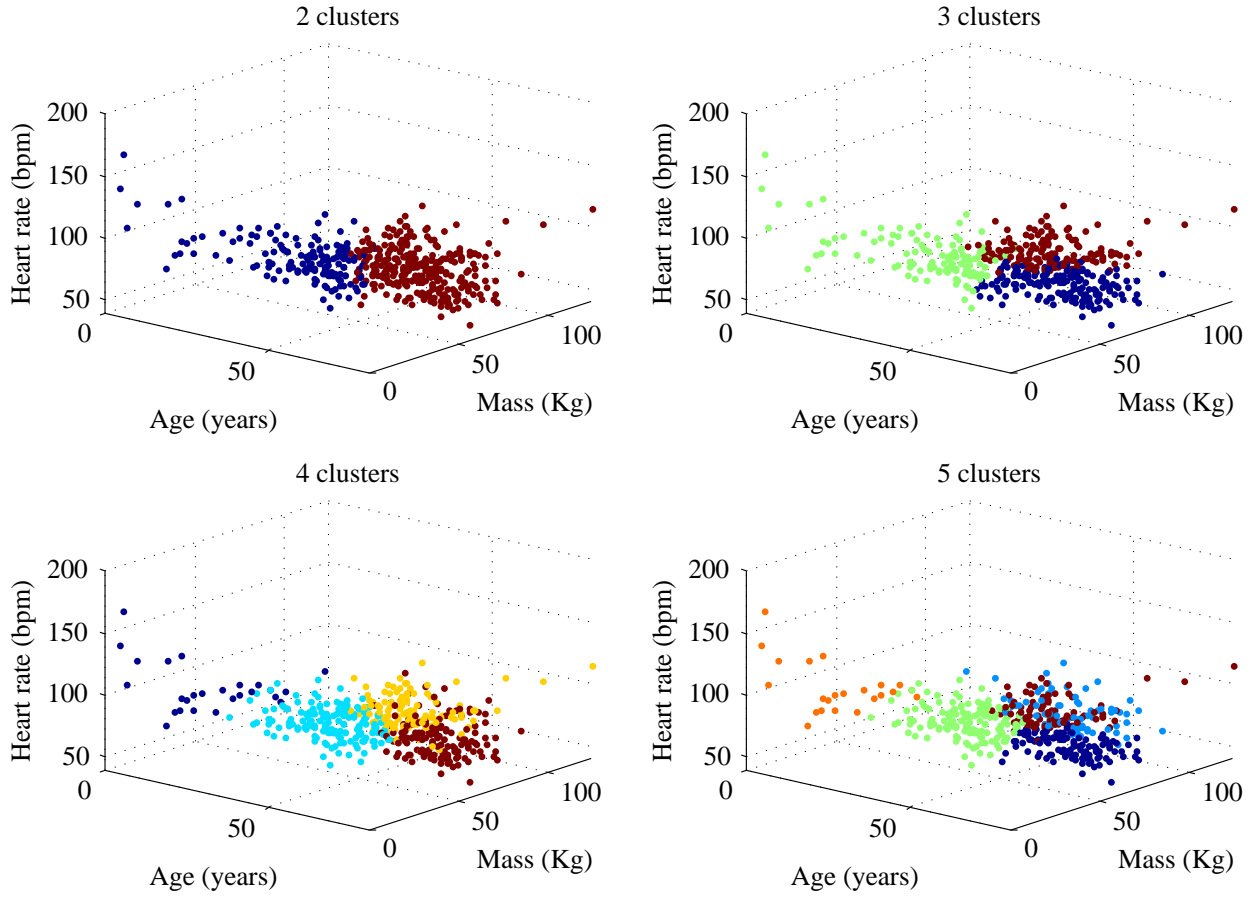 2 clusters
200
150
100
50
Heart rate (bpm)
0
50
Age (years)
0
50
100
Mass (Kg)
3 clusters
200
150
100
50
Heart rate (bpm)
0
50
Age (years)
0
50
100
Mass (Kg)
4 clusters
200
150
100
50
Heart rate (bpm)
0
50
Age (years)
0
50
100
Mass (Kg)
5 clusters
200
150
100
50
Heart rate (bpm)
0
50
Age (years)
0
50
100
Mass (Kg)